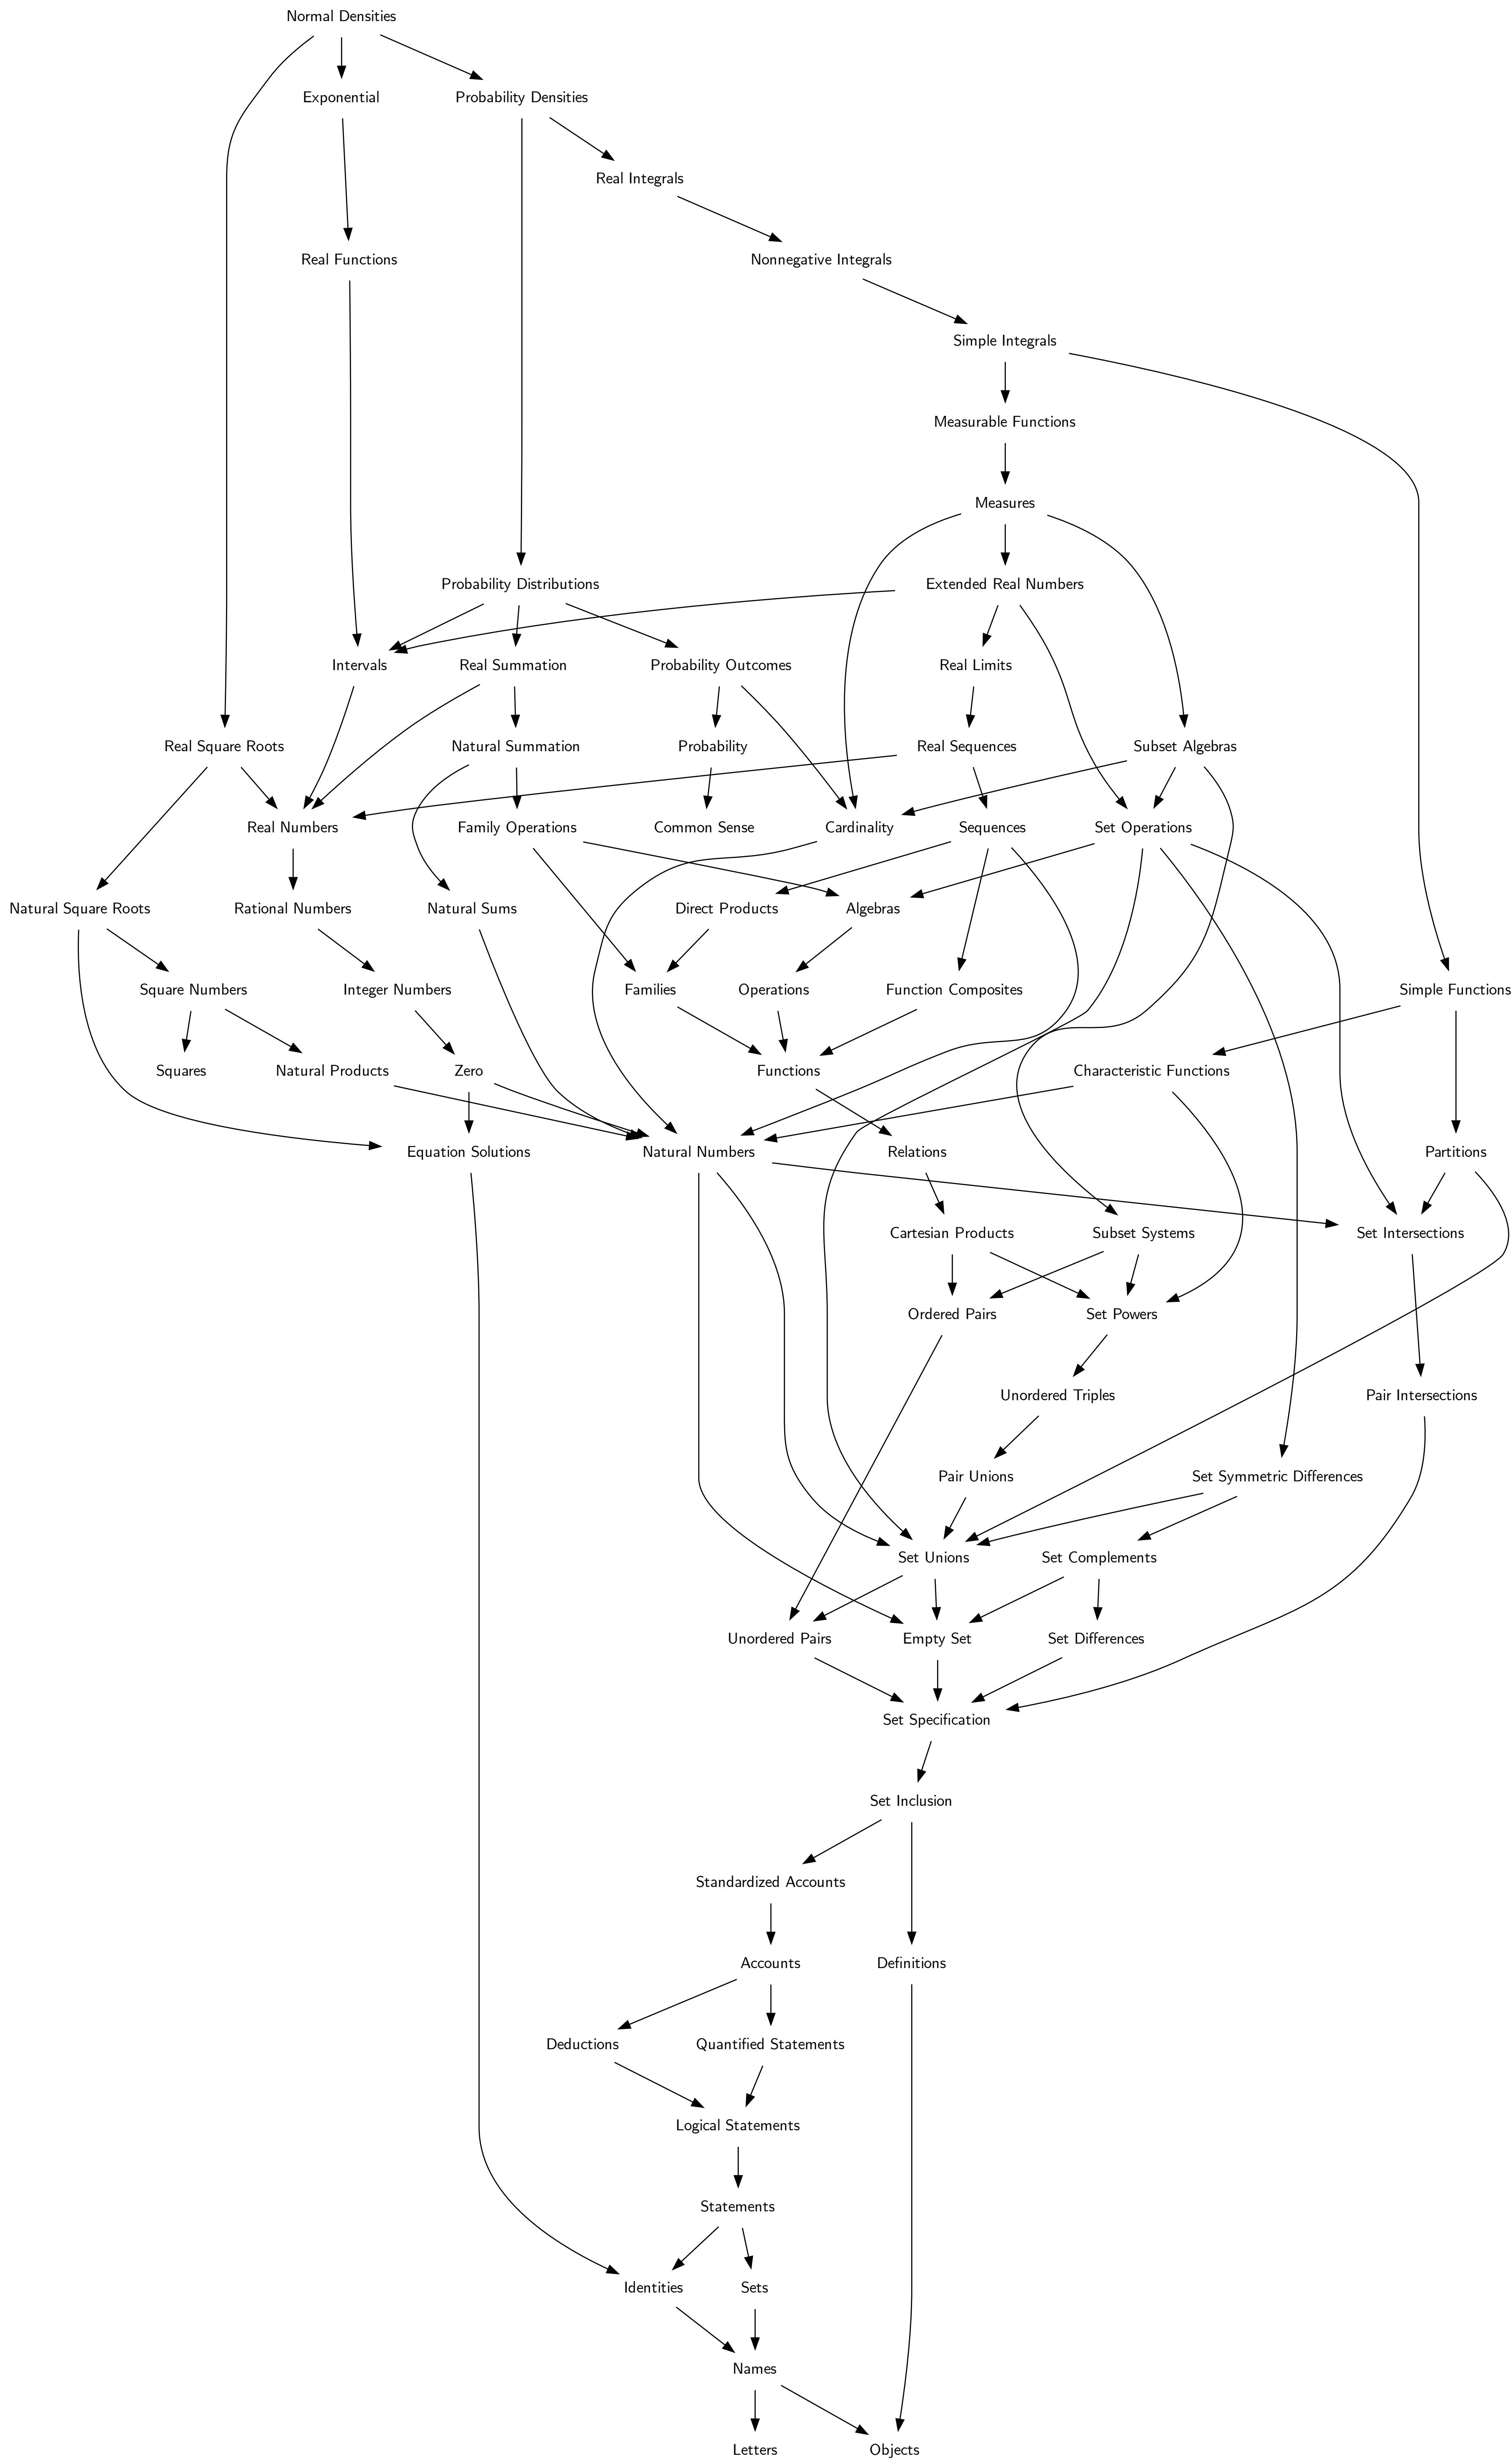 Normal Densities
Exponential
Probability Densities
Real Integrals
Real Functions
Nonnegative Integrals
Simple Integrals
Measurable Functions
Measures
Probability Distributions
Extended Real Numbers
Intervals
Real Summation
Probability Outcomes
Real Limits
Real Square Roots
Natural Summation
Probability
Real Sequences
Subset Algebras
Real Numbers
Family Operations
Common Sense
Cardinality
Sequences
Set Operations
Natural Square Roots
Rational Numbers
Natural Sums
Direct Products
Algebras
Square Numbers
Integer Numbers
Families
Operations
Function Composites
Simple Functions
Squares
Natural Products
Zero
Functions
Characteristic Functions
Equation Solutions
Natural Numbers
Relations
Partitions
Cartesian Products
Subset Systems
Set Intersections
Ordered Pairs
Set Powers
Unordered Triples
Pair Intersections
Pair Unions
Set Symmetric Differences
Set Unions
Set Complements
Unordered Pairs
Empty Set
Set Differences
Set Specification
Set Inclusion
Standardized Accounts
Accounts
Definitions
Deductions
Quantified Statements
Logical Statements
Statements
Identities
Sets
Names
Letters
Objects